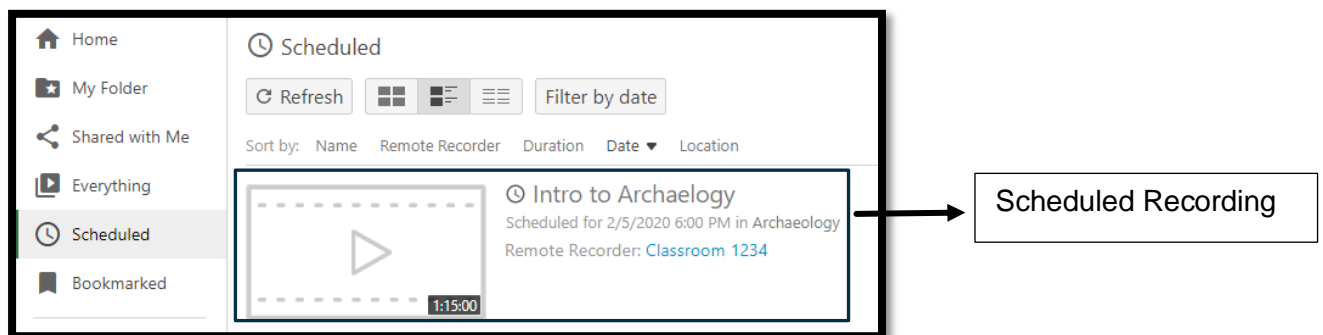 Home
My Folder
Shared with Me
Everything
Scheduled
Bookmarked
Scheduled
Refresh
Filter by date
Sort by: Name Remote Recorder Duration Date Location
Intro to Archaelogy
Scheduled for 2/5/2020 6:00 PM in Archaeology
Remote Recorder: Classroom 1234
1:15:00
Scheduled Recording